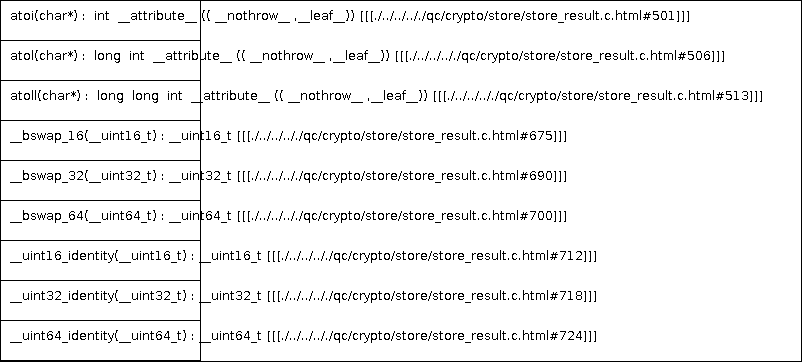 atoi(char*) : int __attribute__ (( __nothrow__ ,__leaf__)) [[[./../../../../qc/crypto/store/store_result.c.html#501]]]
atol(char*) : long int __attribute__ (( __nothrow__ ,__leaf__)) [[[./../../../../qc/crypto/store/store_result.c.html#506]]]
atoll(char*) : long long int __attribute__ (( __nothrow__ ,__leaf__)) [[[./../../../../qc/crypto/store/store_result.c.html#513]]]
__bswap_16(__uint16_t) : __uint16_t [[[./../../../../qc/crypto/store/store_result.c.html#675]]]
__bswap_32(__uint32_t) : __uint32_t [[[./../../../../qc/crypto/store/store_result.c.html#690]]]
__bswap_64(__uint64_t) : __uint64_t [[[./../../../../qc/crypto/store/store_result.c.html#700]]]
__uint16_identity(__uint16_t) : __uint16_t [[[./../../../../qc/crypto/store/store_result.c.html#712]]]
__uint32_identity(__uint32_t) : __uint32_t [[[./../../../../qc/crypto/store/store_result.c.html#718]]]
__uint64_identity(__uint64_t) : __uint64_t [[[./../../../../qc/crypto/store/store_result.c.html#724]]]